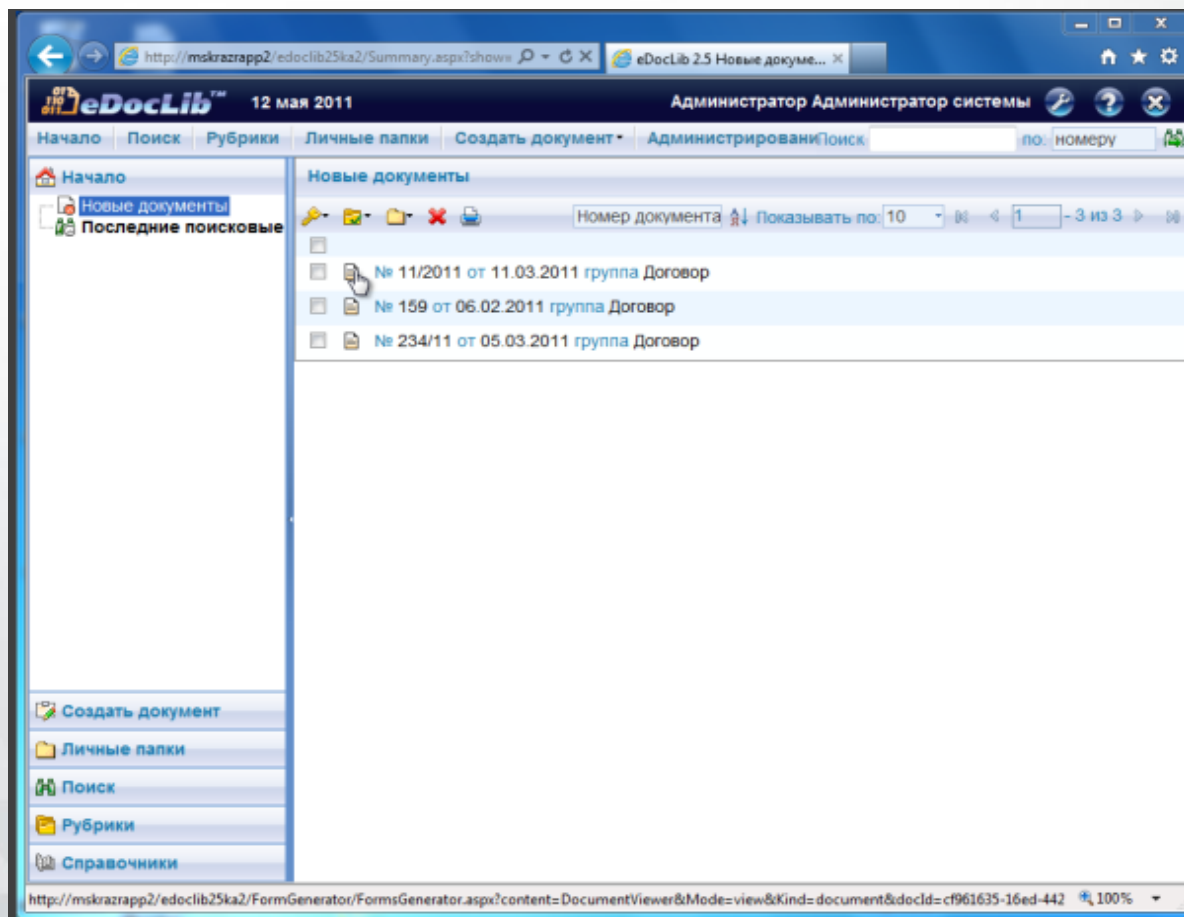 http://mskrazrapp2/edoclib25ka2/Summary.aspx?show
eDocLib 2.5 Новые докуме...
eDocLib™ 12 мая 2011 Администратор Администратор системы
Начало Поиск Рубрики Личные папки Создать документ Администрировани Поиск по: номеру
Начало
Новые документы
Последние поисковые
Новые документы
Номер документа Показывать по: 10 1 - 3 из 3
№ 11/2011 от 11.03.2011 группа Договор
№ 159 от 06.02.2011 группа Договор
№ 234/11 от 05.03.2011 группа Договор
Создать документ
Личные папки
Поиск
Рубрики
Справочники
http://mskrazrapp2/edoclib25ka2/FormGenerator/FormsGenerator.aspx?content=DocumentViewer&Mode=view&Kind=document&docId=cf961635-16ed-442 100%